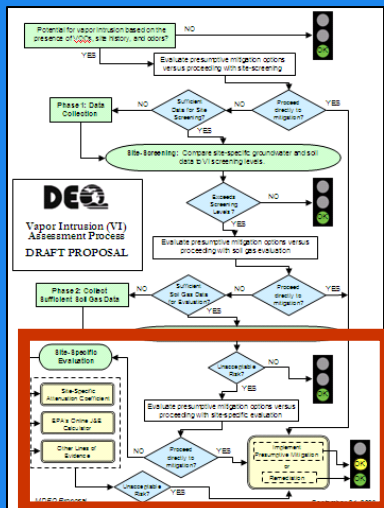 Potential for vapor intrusion based on the
presence of VOCs, site history, and odors?
NO
YES
Evaluate presumptive mitigation options
versus proceeding with site-screening
Phase 1: Data
Collection
NO
Sufficient
Data for Site
Screening?
NO
Proceed
directly to
mitigation?
YES
YES
Site-Screening: Compare site-specific groundwater and soil
data to VI screening levels.
DEQ
Vapor Intrusion (VI)
Assessment Process
DRAFT PROPOSAL
Exceeds
Screening
Levels?
NO
YES
Evaluate presumptive mitigation options versus
proceeding with soil gas evaluation
Phase 2: Collect
Sufficient Soil Gas Data
NO
Sufficient
Soil Gas Data
for Evaluation?
NO
Proceed
directly to
mitigation?
YES
YES
Site-Specific
Evaluation
Unacceptable
Risk?
NO
YES
Site-Specific
Attenuation Coefficient
EPA's Online J&E
Calculator
Other Lines of
Evidence
Evaluate presumptive mitigation options versus
proceeding with site-specific evaluation
NO
Proceed
directly to
mitigation?
YES
Implement
Presumptive Mitigation
or
Remediation
Unacceptable
Risk?
YES
Proposal